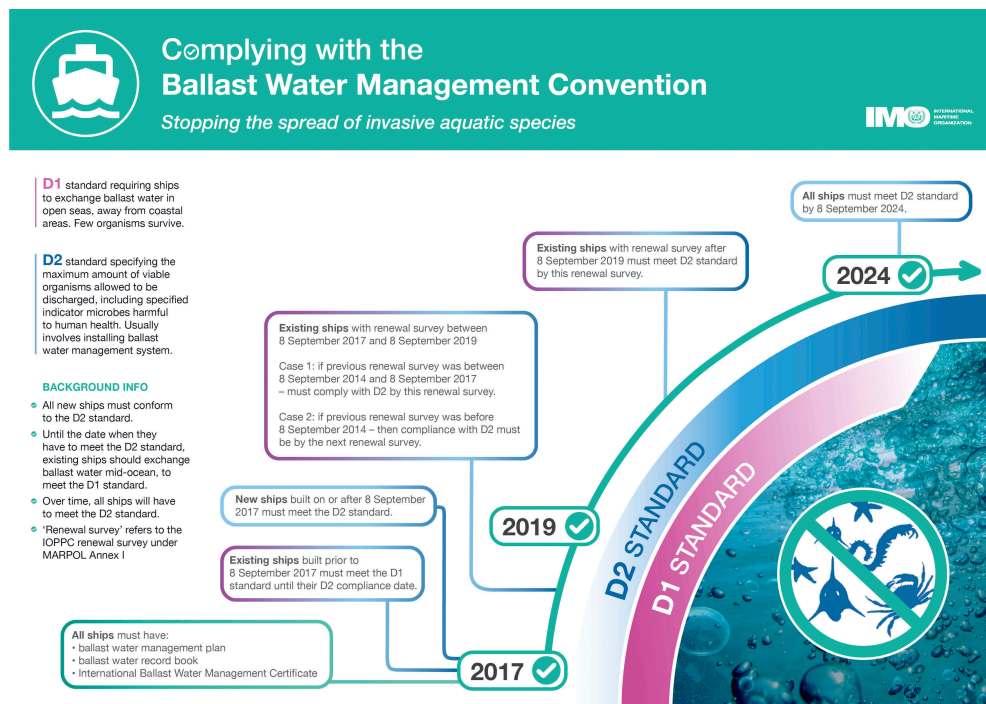 Complying with the
Ballast Water Management Convention
Stopping the spread of invasive aquatic species
IMO
INTERNATIONAL
MARITIME
ORGANIZATION
D1 standard requiring ships
to exchange ballast water in
open seas, away from coastal
areas. Few organisms survive.
D2 standard specifying the
maximum amount of viable
organisms allowed to be
discharged, including specified
indicator microbes harmful
to human health. Usually
involves installing ballast
water management system.
BACKGROUND INFO
All new ships must conform
to the D2 standard.
Until the date when they
have to meet the D2 standard,
existing ships should exchange
ballast water mid-ocean, to
meet the D1 standard.
Over time, all ships will have
to meet the D2 standard.
‘Renewal survey’ refers to the
IOPPC renewal survey under
MARPOL Annex I
All ships must meet D2 standard
by 8 September 2024.
2024
Existing ships with renewal survey after
8 September 2019 must meet D2 standard
by this renewal survey.
Existing ships with renewal survey between
8 September 2017 and 8 September 2019
Case 1: if previous renewal survey was between
8 September 2014 and 8 September 2017
– must comply with D2 by this renewal survey.
Case 2: if previous renewal survey was before
8 September 2014 – then compliance with D2 must
be by the next renewal survey.
2019
New ships built on or after 8 September
2017 must meet the D2 standard.
Existing ships built prior to
8 September 2017 must meet the D1
standard until their D2 compliance date.
All ships must have:
• ballast water management plan
• ballast water record book
• International Ballast Water Management Certificate
2017
D2 STANDARD
D1 STANDARD